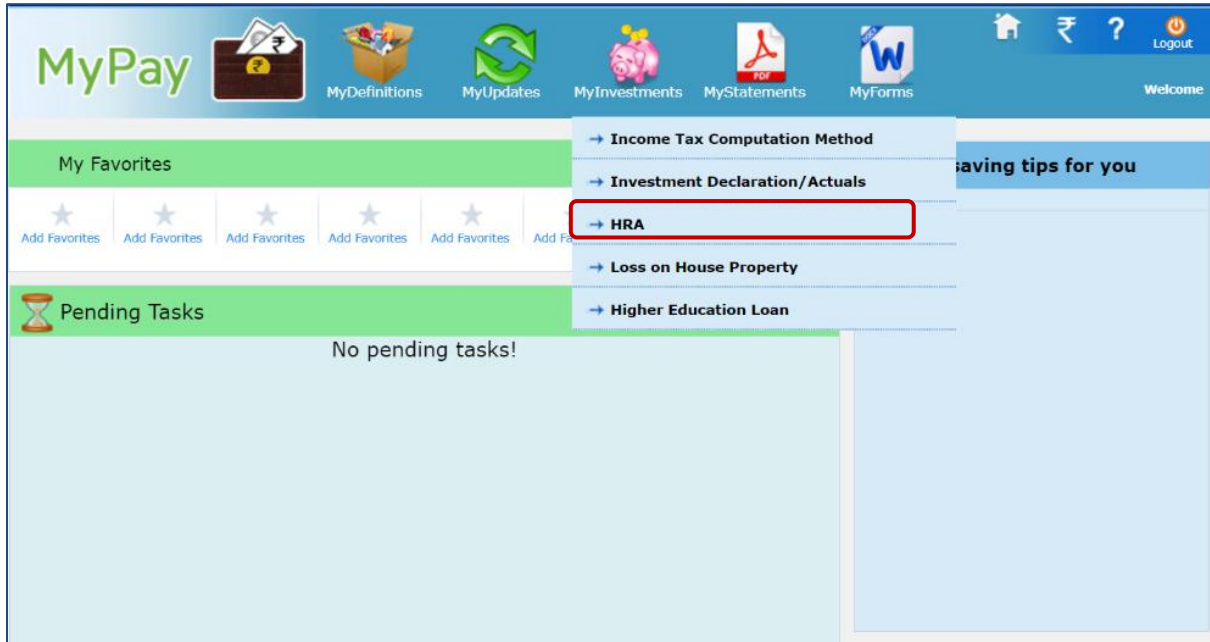 MyPay
MyDefinitions
MyUpdates
MyInvestments
PDF
MyStatements
W
MyForms
₹
?
Logout
Welcome
→ Income Tax Computation Method
→ Investment Declaration/Actuals
→ HRA
→ Loss on House Property
→ Higher Education Loan
My Favorites
saving tips for you
Add Favorites
Add Favorites
Add Favorites
Add Favorites
Add Favorites
Add
Pending Tasks
No pending tasks!